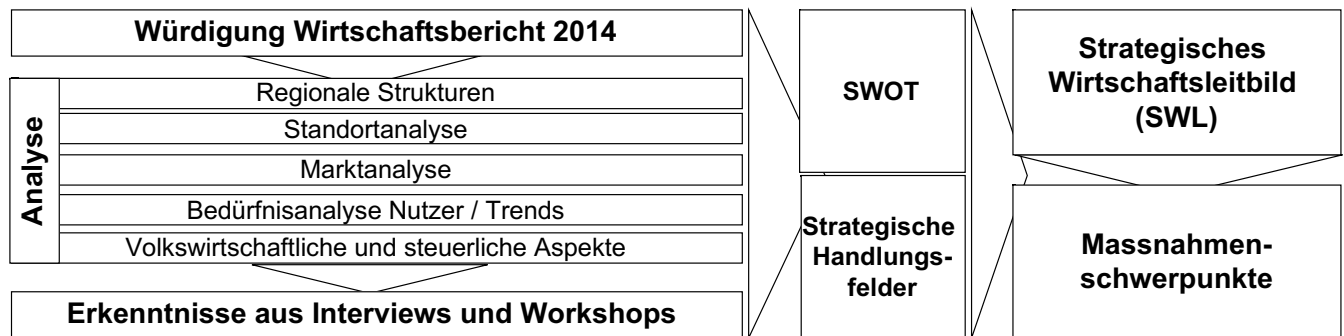 Würdigung Wirtschaftsbericht 2014
Analyse
Regionale Strukturen
Standortanalyse
Marktanalyse
Bedürfnisanalyse Nutzer / Trends
Volkswirtschaftliche und steuerliche Aspekte
Erkenntnisse aus Interviews und Workshops
SWOT
Strategische
Handlungs-
felder
Strategisches
Wirtschaftsleitbild
(SWL)
Massnahmen-
schwerpunkte